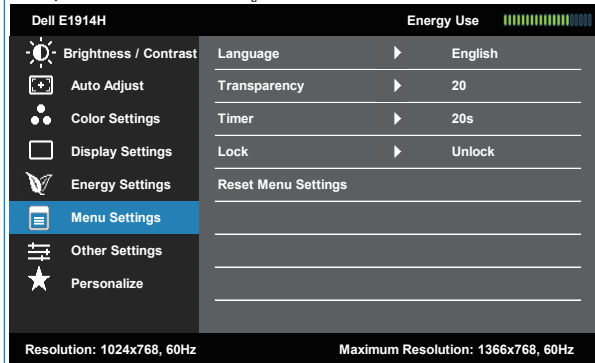 Dell E1914H Energy Use
Brightness / Contrast Language English
Auto Adjust Transparency 20
Color Settings Timer 20s
Display Settings Lock Unlock
Energy Settings Reset Menu Settings
Menu Settings
Other Settings
Personalize
Resolution: 1024x768, 60Hz Maximum Resolution: 1366x768, 60Hz